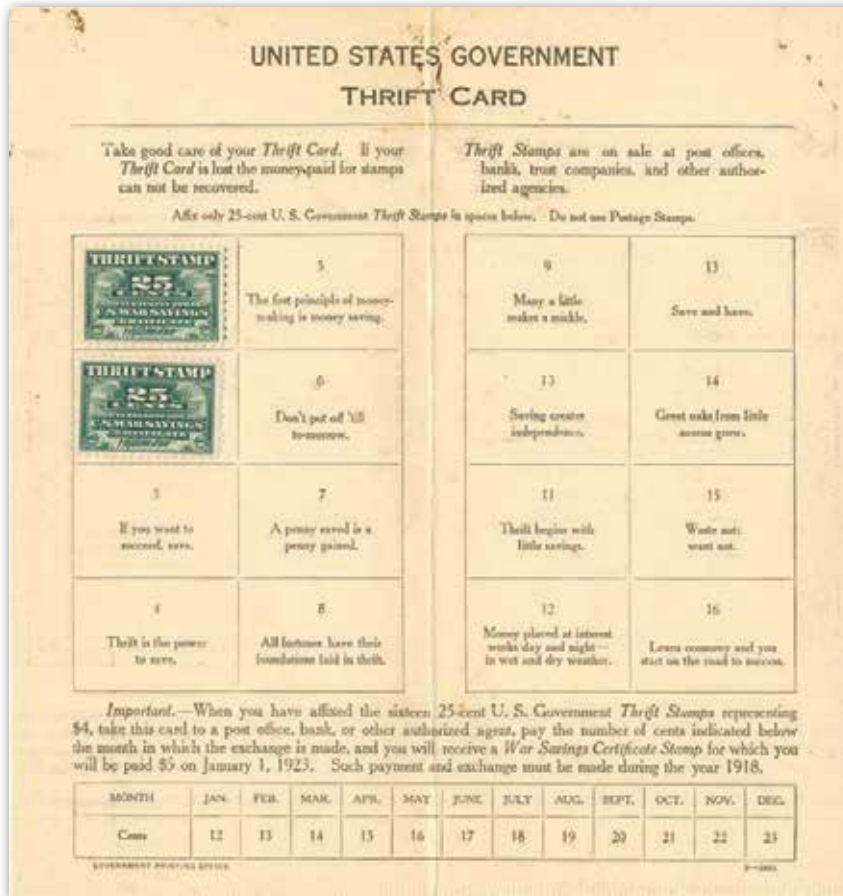 UNITED STATES GOVERNMENT
THRIFT CARD
Take good care of your Thrift Card. If your
Thrift Card is lost the money paid for stamps
can not be recovered.
Thrift Stamps are on sale at post offices,
banks, trust companies, and other author-
ized agencies.
Affix only 25-cent U. S. Government Thrift Stamps in spaces below. Do not use Postage Stamps.
THRIFT STAMP
25
CENTS
U.S. WAR SAVINGS
CERTIFICATE
THRIFT STAMP
25
CENTS
U.S. WAR SAVINGS
CERTIFICATE
3
If you want to
succeed, save.
4
Thrift is the power
to save.
5
The first principle of money-
making is money saving.
6
Don't put off 'till
to-morrow.
7
A penny saved is a
penny gained.
8
All fortunes have their
foundations laid in thrift.
9
Many a little
makes a mickle.
Saving creates
independence.
11
Thrift begins with
little savings.
12
Money placed at interest
works day and night—
in wet and dry weather.
13
Save and have.
14
Great oaks from little
acorns grow.
15
Waste not;
want not.
16
Learn economy and you
start on the road to success.
Important.—When you have affixed the sixteen 25-cent U. S. Government Thrift Stamps representing
$4, take this card to a post office, bank, or other authorized agent, pay the number of cents indicated below
the month in which the exchange is made, and you will receive a War Savings Certificate Stamp for which you
will be paid $5 on January 1, 1923. Such payment and exchange must be made during the year 1918.
MONTH JAN. FEB. MAR. APR. MAY JUNE JULY AUG. SEPT. OCT. NOV. DEC.
Cents 12 13 14 15 16 17 18 19 20 21 22 23
GOVERNMENT PRINTING OFFICE